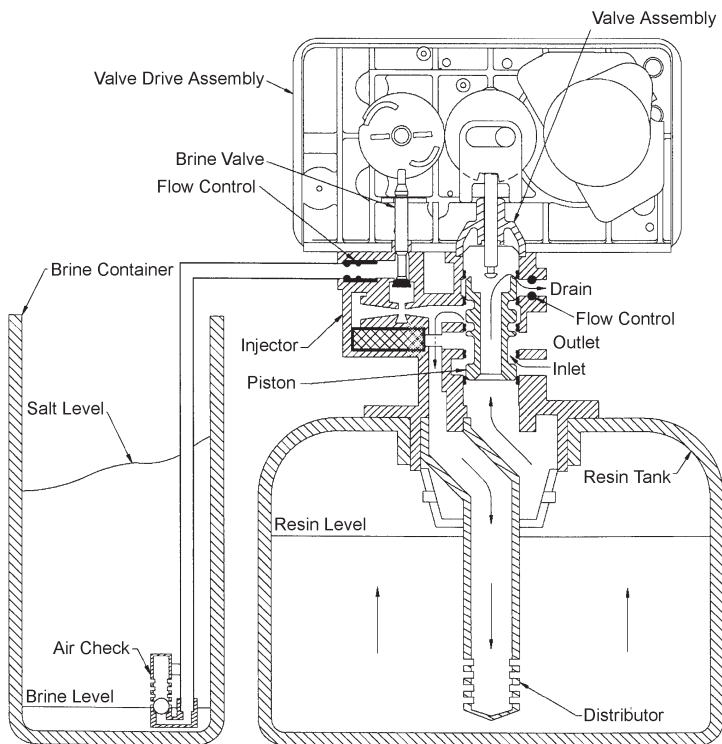 Valve Assembly
Valve Drive Assembly
Brine Valve
Flow Control
Brine Container
Drain
Flow Control
Injector
Outlet
Inlet
Piston
Salt Level
Resin Tank
Resin Level
Air Check
Brine Level
Distributor